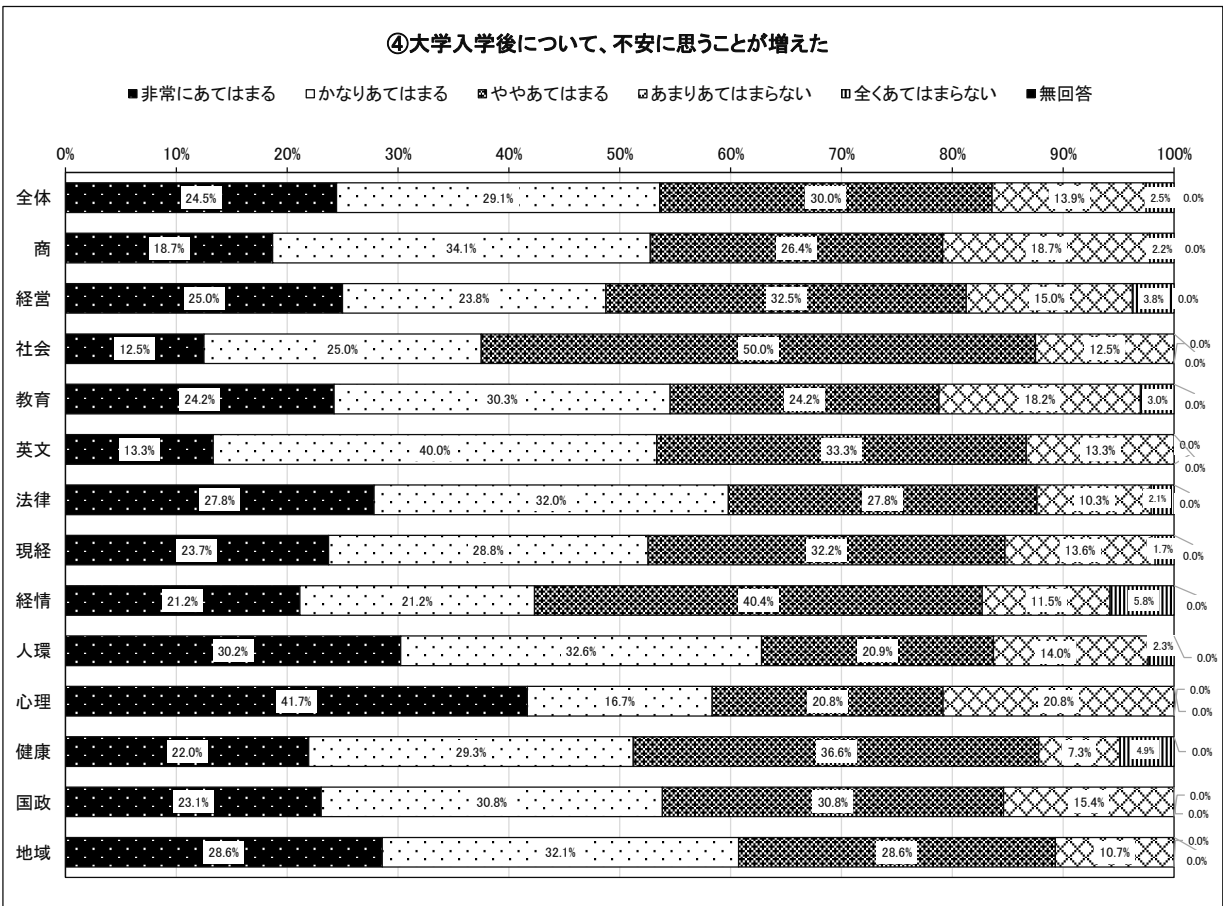 ④大学入学後について、不安に思うことが増えた
■非常にあてはまる □かなりあてはまる ▩ややあてはまる ▨あまりあてはまらない ▥全くあてはまらない ■無回答
0% 10% 20% 30% 40% 50% 60% 70% 80% 90% 100%
全体 24.5% 29.1% 30.0% 13.9% 2.5% 0.0%
商 18.7% 34.1% 26.4% 18.7% 2.2% 0.0%
経営 25.0% 23.8% 32.5% 15.0% 3.8% 0.0%
社会 12.5% 25.0% 50.0% 12.5% 0.0% 0.0%
教育 24.2% 30.3% 24.2% 18.2% 3.0% 0.0%
英文 13.3% 40.0% 33.3% 13.3% 0.0% 0.0%
法律 27.8% 32.0% 27.8% 10.3% 2.1% 0.0%
現経 23.7% 28.8% 32.2% 13.6% 1.7% 0.0%
経情 21.2% 21.2% 40.4% 11.5% 5.8% 0.0%
人環 30.2% 32.6% 20.9% 14.0% 2.3% 0.0%
心理 41.7% 16.7% 20.8% 20.8% 0.0% 0.0%
健康 22.0% 29.3% 36.6% 7.3% 4.9% 0.0%
国政 23.1% 30.8% 30.8% 15.4% 0.0% 0.0%
地域 28.6% 32.1% 28.6% 10.7% 0.0% 0.0%